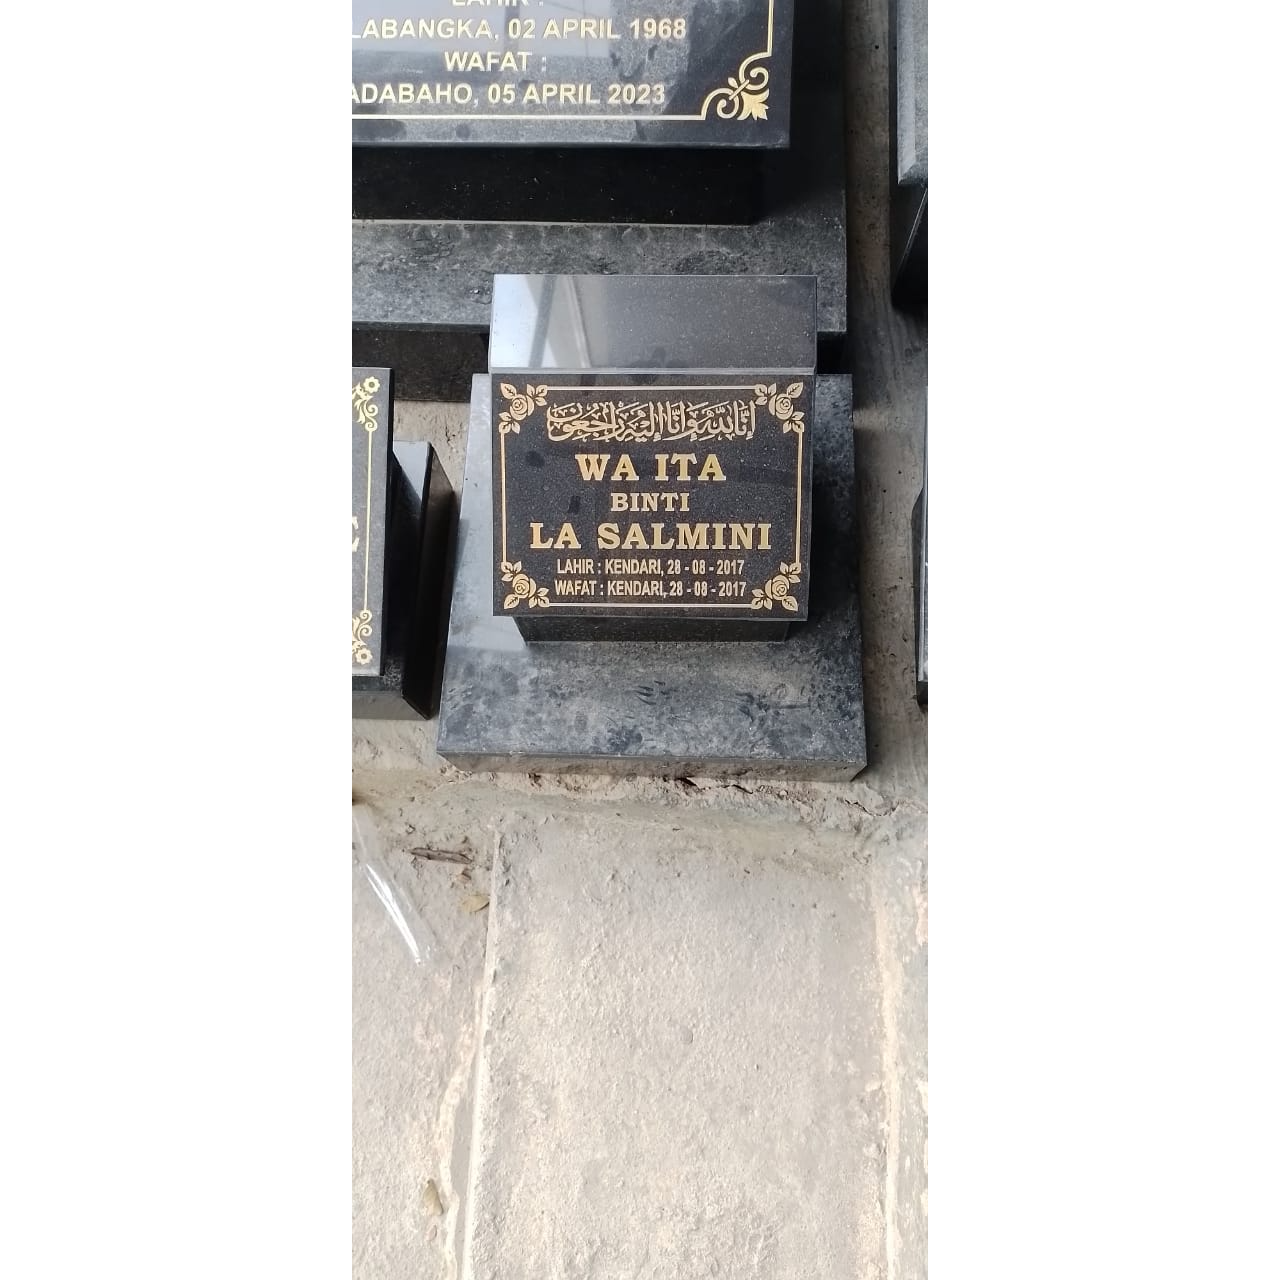 LAHIR :
LABANGKA, 02 APRIL 1968
WAFAT :
ADABAHO, 05 APRIL 2023
إنا لله وإنا إليه راجعون
WA ITA
BINTI
LA SALMINI
LAHIR : KENDARI, 28 - 08 - 2017
WAFAT : KENDARI, 28 - 08 - 2017